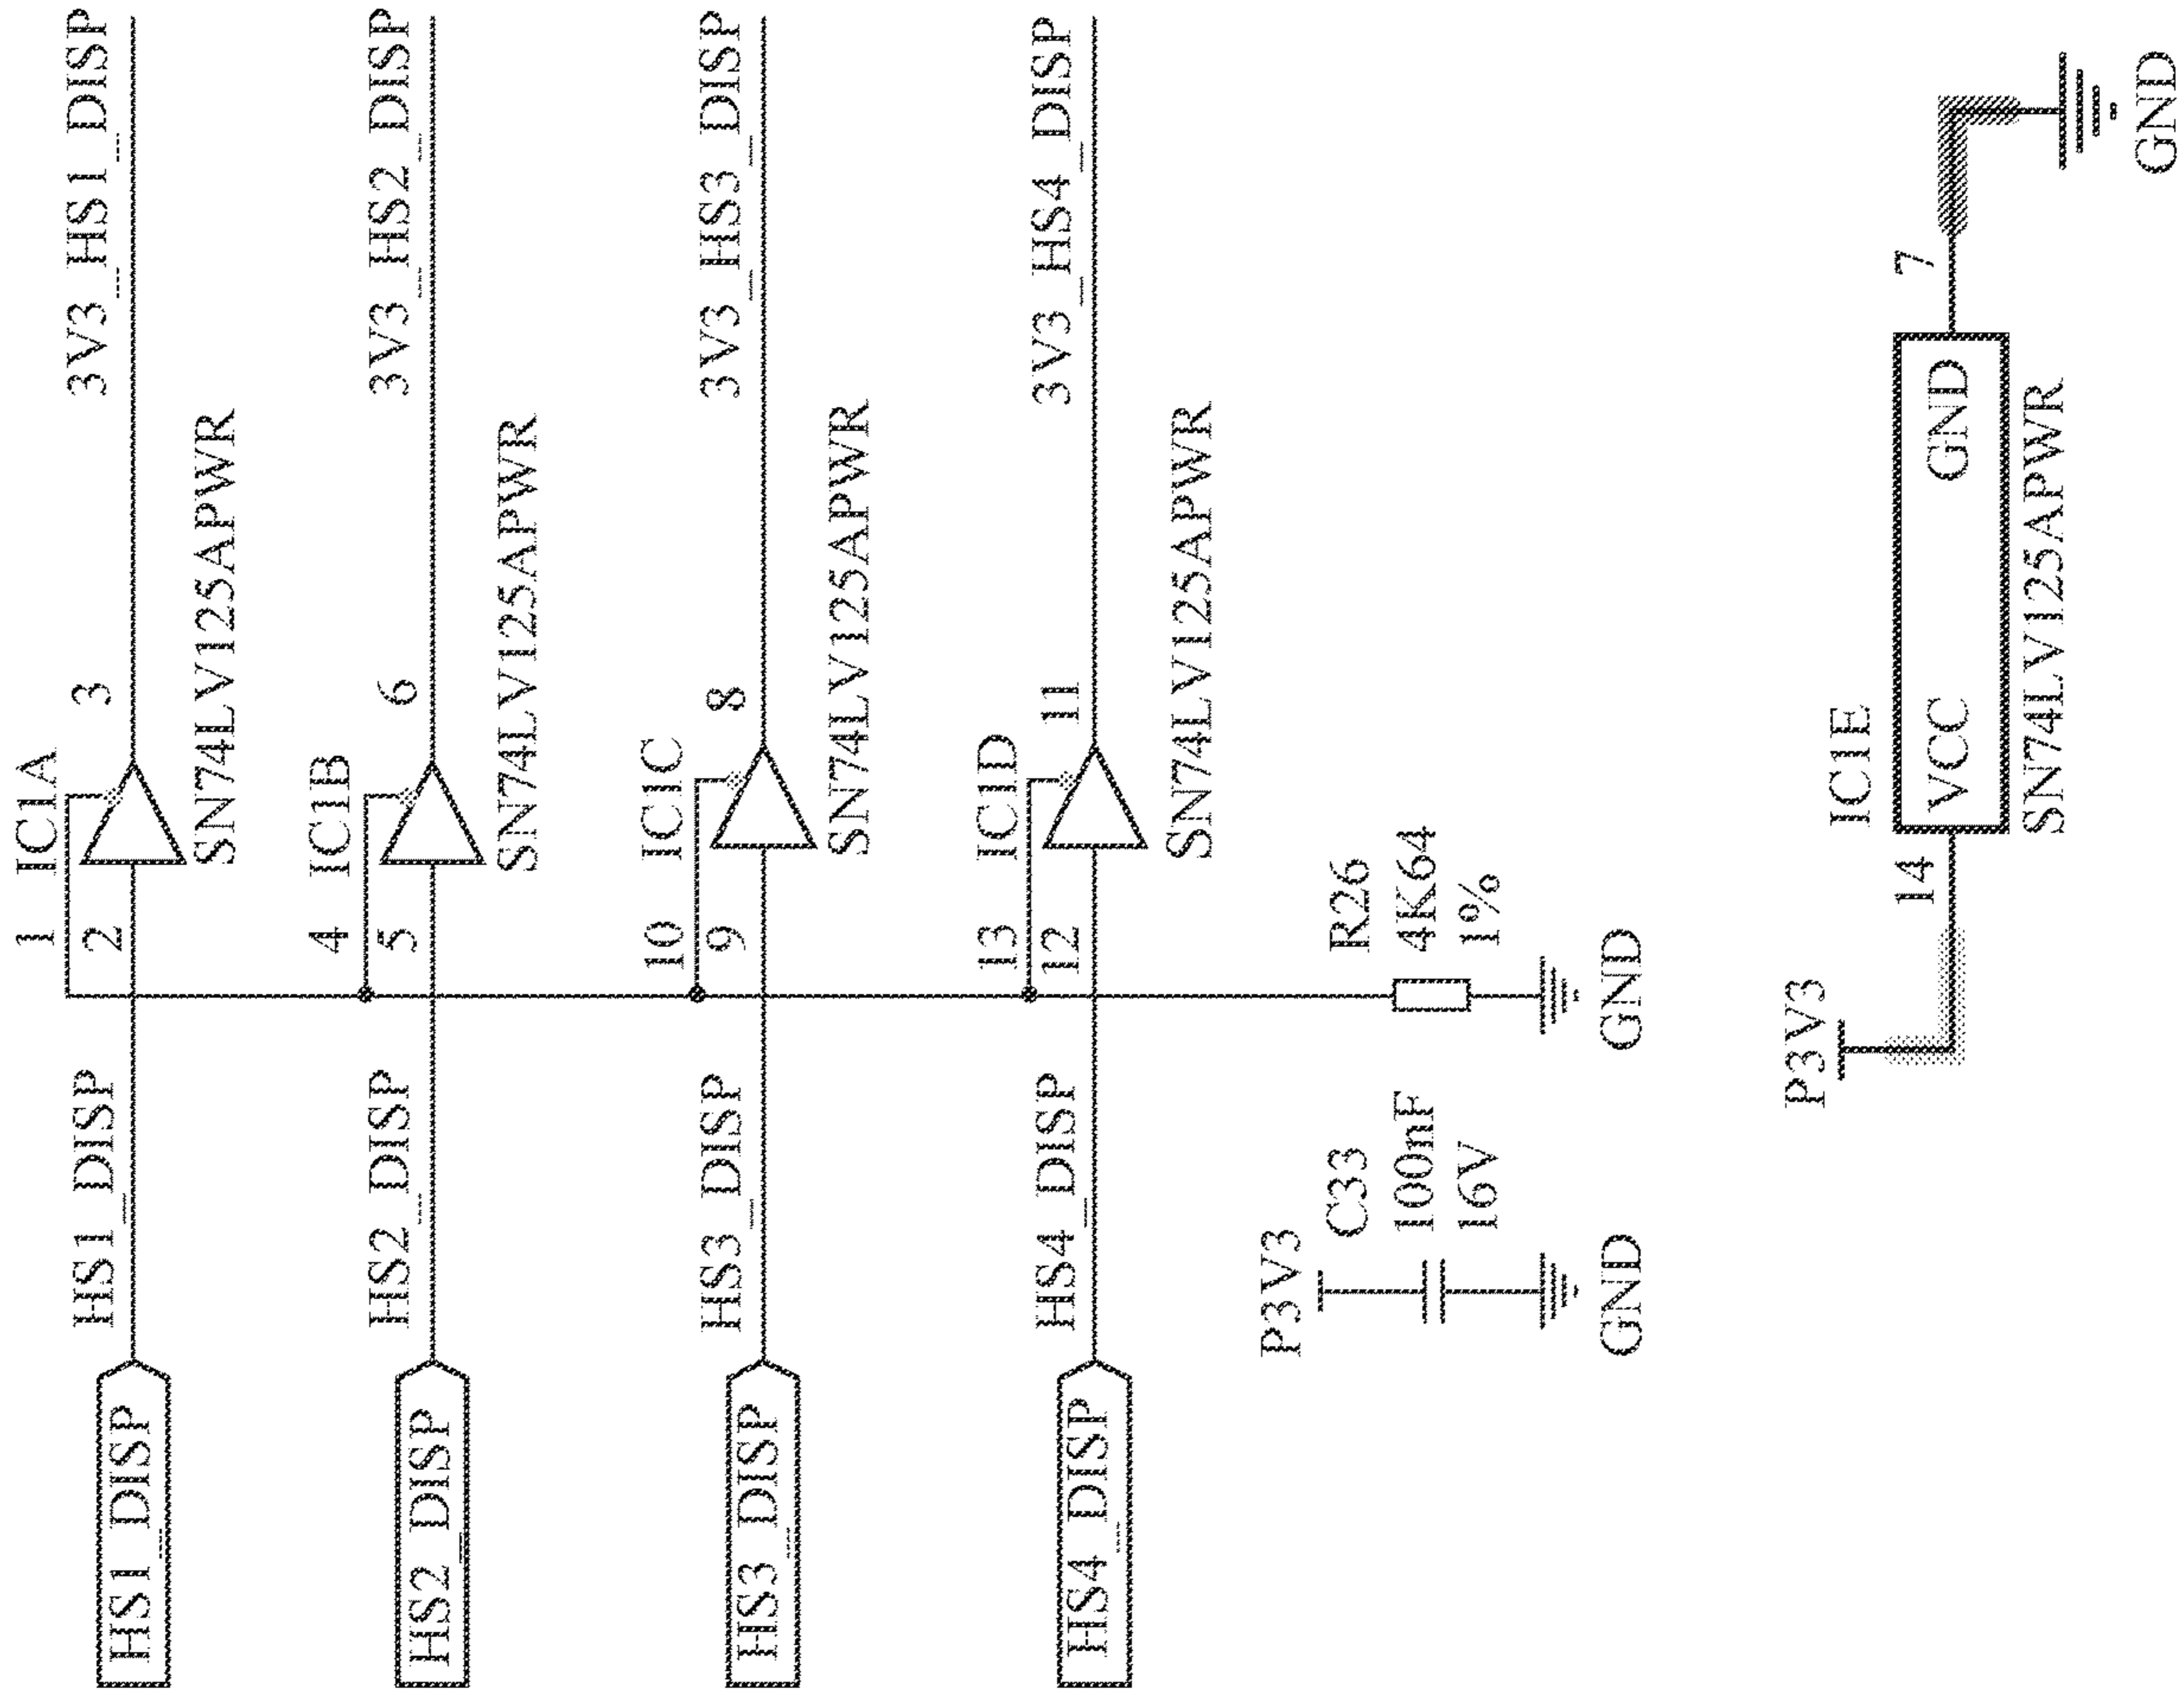 HS1_DISP
HS1_DISP
1
2
IC1A
3
SN74LV125APWR
3V3_HS1_DISP
HS2_DISP
HS2_DISP
4
5
IC1B
6
SN74LV125APWR
3V3_HS2_DISP
HS3_DISP
HS3_DISP
10
9
IC1C
8
SN74LV125APWR
3V3_HS3_DISP
HS4_DISP
HS4_DISP
13
12
IC1D
11
SN74LV125APWR
3V3_HS4_DISP
P3V3
C33
100nF
16V
GND
R26
4K64
1%
GND
P3V3
14
IC1E
VCC
GND
SN74LV125APWR
7
GND